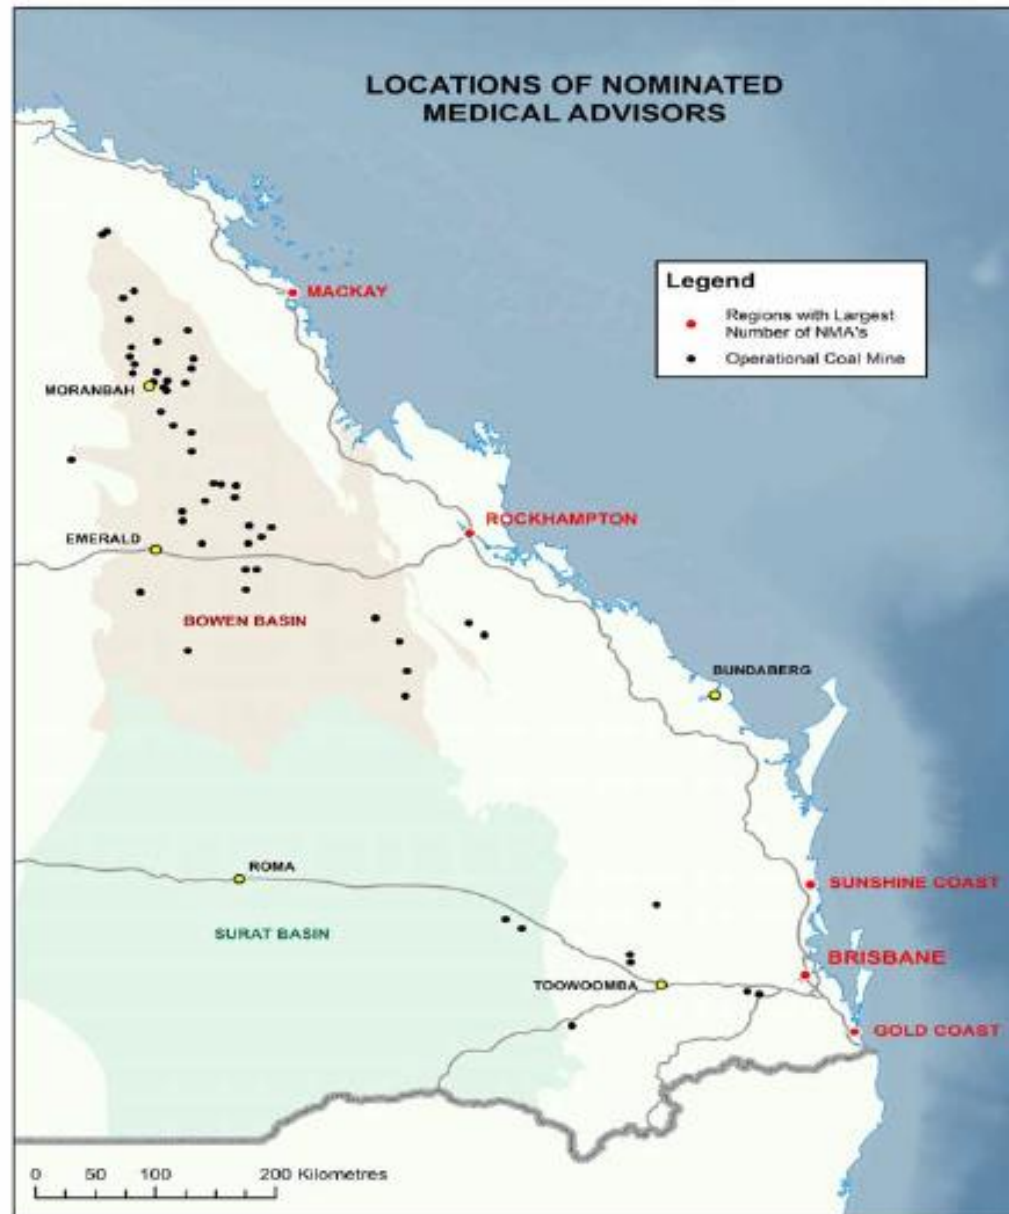 LOCATIONS OF NOMINATED
MEDICAL ADVISORS
MACKAY
Legend
Regions with Largest
Number of NMA's
Operational Coal Mine
MORANBAH
ROCKHAMPTON
EMERALD
BOWEN BASIN
BUNDABERG
ROMA
SUNSHINE COAST
SURAT BASIN
BRISBANE
TOOWOOMBA
GOLD COAST
0 50 100 200 Kilometres